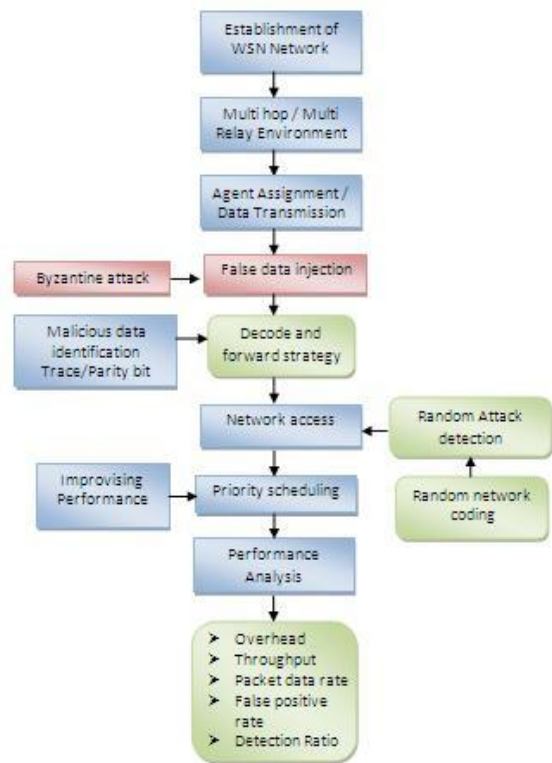 Establishment of
WSN Network
Multi hop / Multi
Relay Environment
Agent Assignment /
Data Transmission
Byzantine attack
False data injection
Malicious data
identification
Trace/Parity bit
Decode and
forward strategy
Network access
Random Attack
detection
Improvising
Performance
Priority scheduling
Random network
coding
Performance
Analysis
➤ Overhead
➤ Throughput
➤ Packet data rate
➤ False positive
rate
➤ Detection Ratio